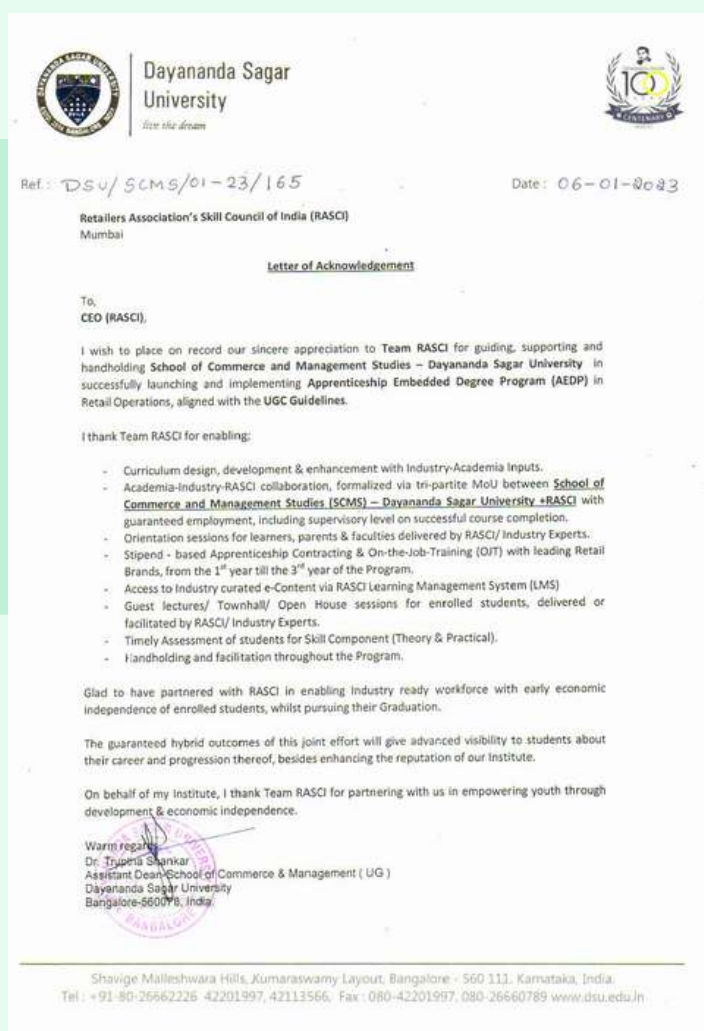 Dayananda Sagar
University
live the dream
100
CENTENARY
Ref.: DSU/SCMS/01-23/165
Date: 06-01-2023
Retailers Association's Skill Council of India (RASCI)
Mumbai
Letter of Acknowledgement
To,
CEO (RASCI),
I wish to place on record our sincere appreciation to Team RASCI for guiding, supporting and
handholding School of Commerce and Management Studies – Dayananda Sagar University in
successfully launching and implementing Apprenticeship Embedded Degree Program (AEDP) in
Retail Operations, aligned with the UGC Guidelines.
I thank Team RASCI for enabling;
- Curriculum design, development & enhancement with Industry-Academia Inputs.
- Academia-Industry-RASCI collaboration, formalized via tri-partite MoU between School of
Commerce and Management Studies (SCMS) – Dayananda Sagar University +RASCI with
guaranteed employment, including supervisory level on successful course completion.
- Orientation sessions for learners, parents & faculties delivered by RASCI/ Industry Experts.
- Stipend - based Apprenticeship Contracting & On-the-Job-Training (OJT) with leading Retail
Brands, from the 1st year till the 3rd year of the Program.
- Access to Industry curated e-Content via RASCI Learning Management System (LMS)
- Guest lectures/ Townhall/ Open House sessions for enrolled students, delivered or
facilitated by RASCI/ Industry Experts.
- Timely Assessment of students for Skill Component (Theory & Practical).
- Handholding and facilitation throughout the Program.
Glad to have partnered with RASCI in enabling Industry ready workforce with early economic
independence of enrolled students, whilst pursuing their Graduation.
The guaranteed hybrid outcomes of this joint effort will give advanced visibility to students about
their career and progression thereof, besides enhancing the reputation of our Institute.
On behalf of my Institute, I thank Team RASCI for partnering with us in empowering youth through
development & economic independence.
Warm regards
Dr. Shankar
Assistant Dean-School of Commerce & Management ( UG )
Dayananda Sagar University
Bangalore-560078, India.
BANGALORE
Shavige Malleshwara Hills, Kumaraswamy Layout, Bangalore - 560 111. Karnataka, India.
Tel : +91-80-26662226 42201997, 42113566, Fax : 080-42201997, 080-26660789 www.dsu.edu.in